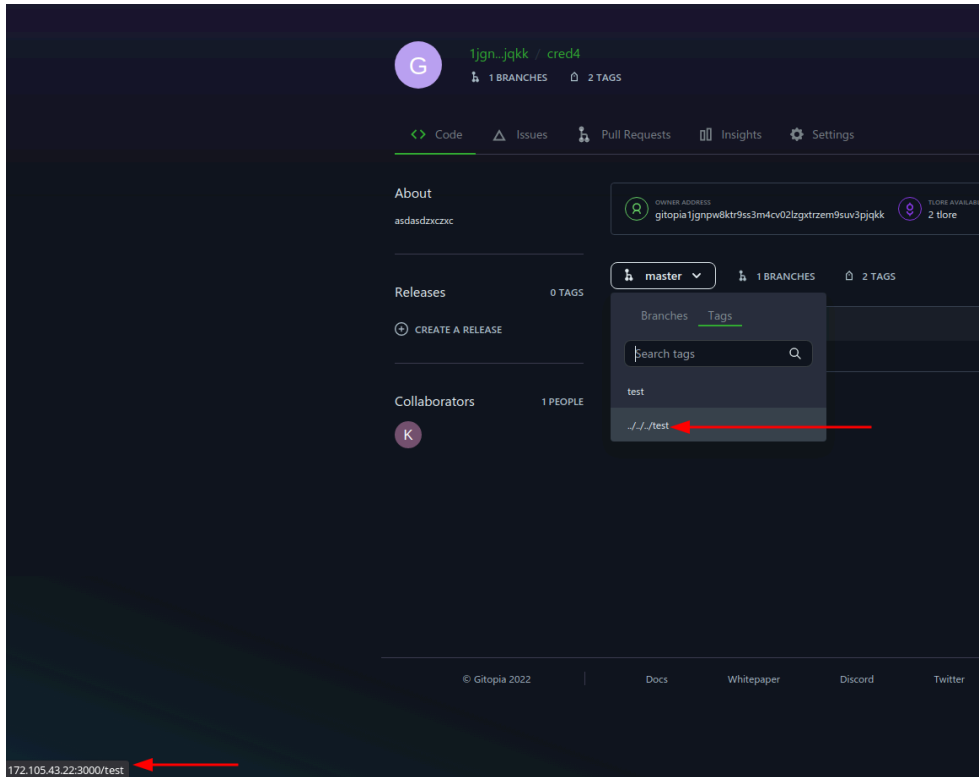 G
1jgn...jqkk / cred4
1 BRANCHES 2 TAGS
<> Code Issues Pull Requests Insights Settings
About
asdasdzxczxc
OWNER ADDRESS
gitopia1jgnpw8ktr9ss3m4cv02lzgxtrzem9suv3pjqkk
TLORE AVAILABL
2 tlore
Releases 0 TAGS
CREATE A RELEASE
Collaborators 1 PEOPLE
K
master 1 BRANCHES 2 TAGS
Branches Tags
Search tags
test
../../../test
© Gitopia 2022 Docs Whitepaper Discord Twitter
172.105.43.22:3000/test